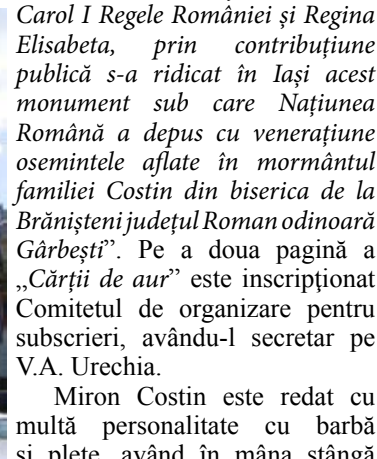 Carol I Regele României și Regina
Elisabeta, prin contribuțiune
publică s-a ridicat în Iași acest
monument sub care Națiunea
Română a depus cu venerațiune
osemintele aflate în mormântul
familiei Costin din biserica de la
Brănișteni județul Roman odinoară
Gârbești”. Pe a doua pagină a
„Cărții de aur” este inscripţionat
Comitetul de organizare pentru
subscrieri, avându-l secretar pe
V.A. Urechia.
Miron Costin este redat cu
multă personalitate cu barbă
și plete, având în mâna stângă